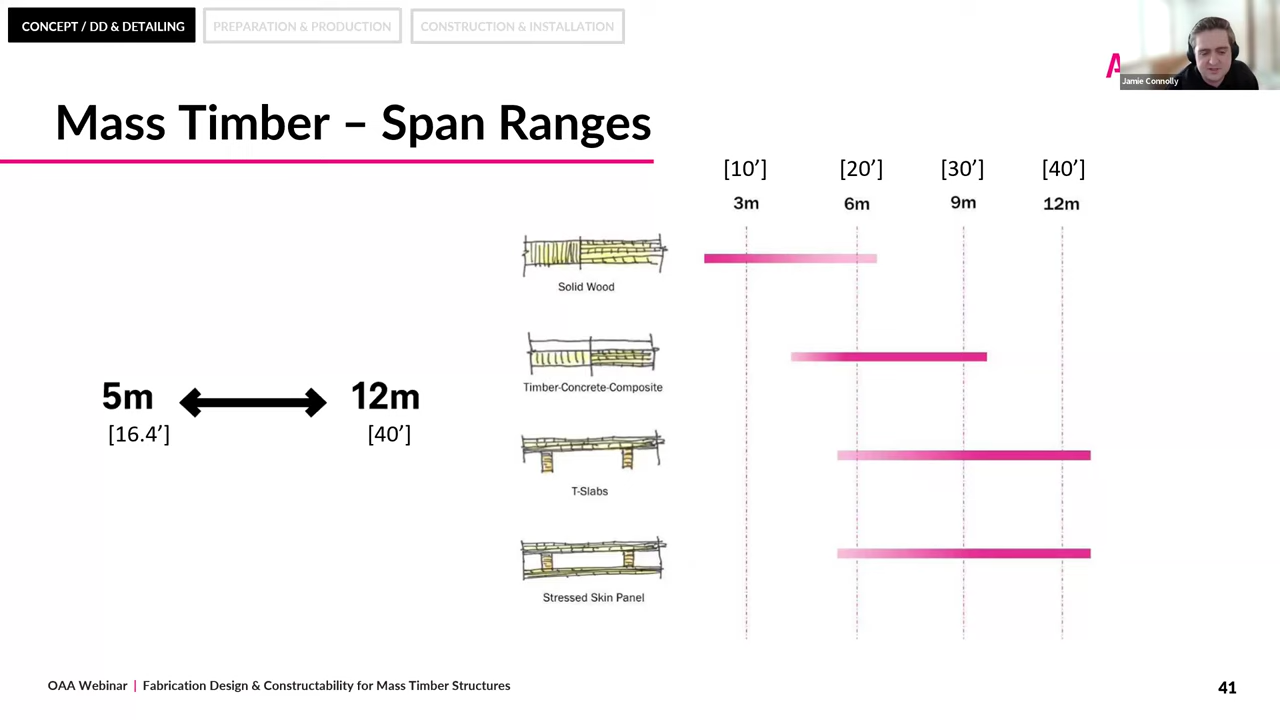 CONCEPT / DD & DETAILING
PREPARATION & PRODUCTION
CONSTRUCTION & INSTALLATION
Jamie Connolly
Mass Timber – Span Ranges
[10’] [20’] [30’] [40’]
3m 6m 9m 12m
Solid Wood
Timber-Concrete-Composite
5m 12m
[16.4’] [40’]
T-Slabs
Stressed Skin Panel
OAA Webinar | Fabrication Design & Constructability for Mass Timber Structures
41